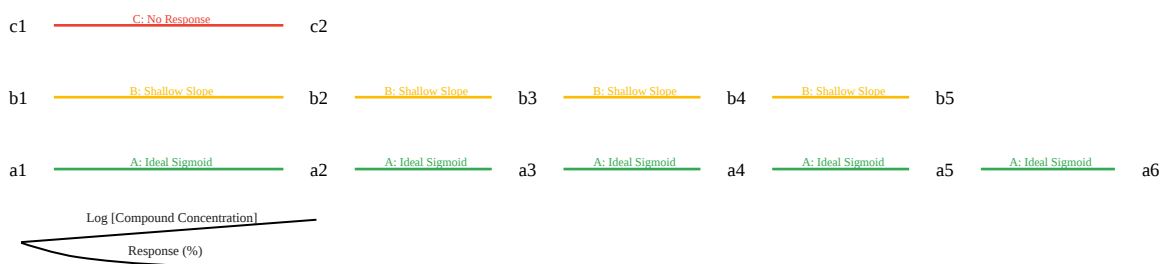 c1 C: No Response c2
b1 B: Shallow Slope b2 B: Shallow Slope b3 B: Shallow Slope b4 B: Shallow Slope b5
a1 A: Ideal Sigmoid a2 A: Ideal Sigmoid a3 A: Ideal Sigmoid a4 A: Ideal Sigmoid a5 A: Ideal Sigmoid a6
Log [Compound Concentration]
Response (%)